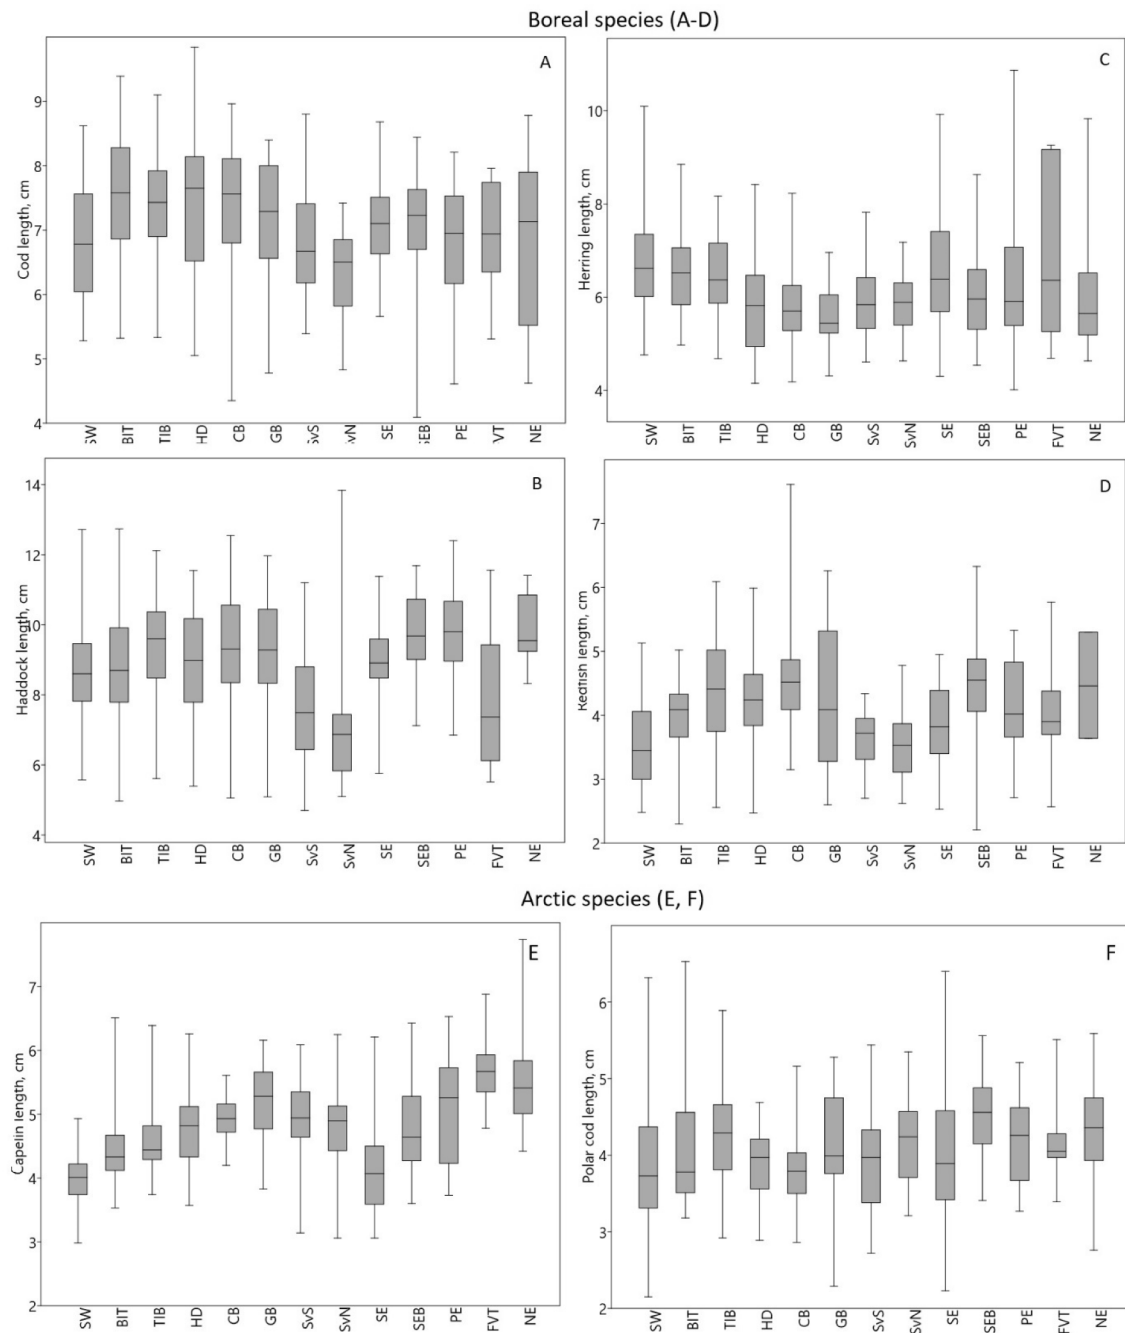 Boreal species (A-D)
A
Cod length, cm
9
8
7
6
5
4
SW BIT TIB HD CB GB SvS SvN SE SEB PE VT NE
C
Herring length, cm
10
8
6
4
SW BIT TIB HD CB GB SvS SvN SE SEB PE FVT NE
B
Haddock length, cm
14
12
10
8
6
4
SW BIT TIB HD CB GB SvS SvN SE SEB PE FVT NE
D
Redfish length, cm
7
6
5
4
3
2
SW BIT TIB HD CB GB SvS SvN SE SEB PE FVT NE
Arctic species (E, F)
E
Capelin length, cm
7
6
5
4
3
2
SW BIT TIB HD CB GB SvS SvN SE SEB PE FVT NE
F
Polar cod length, cm
6
5
4
3
2
SW BIT TIB HD CB GB SvS SvN SE SEB PE FVT NE